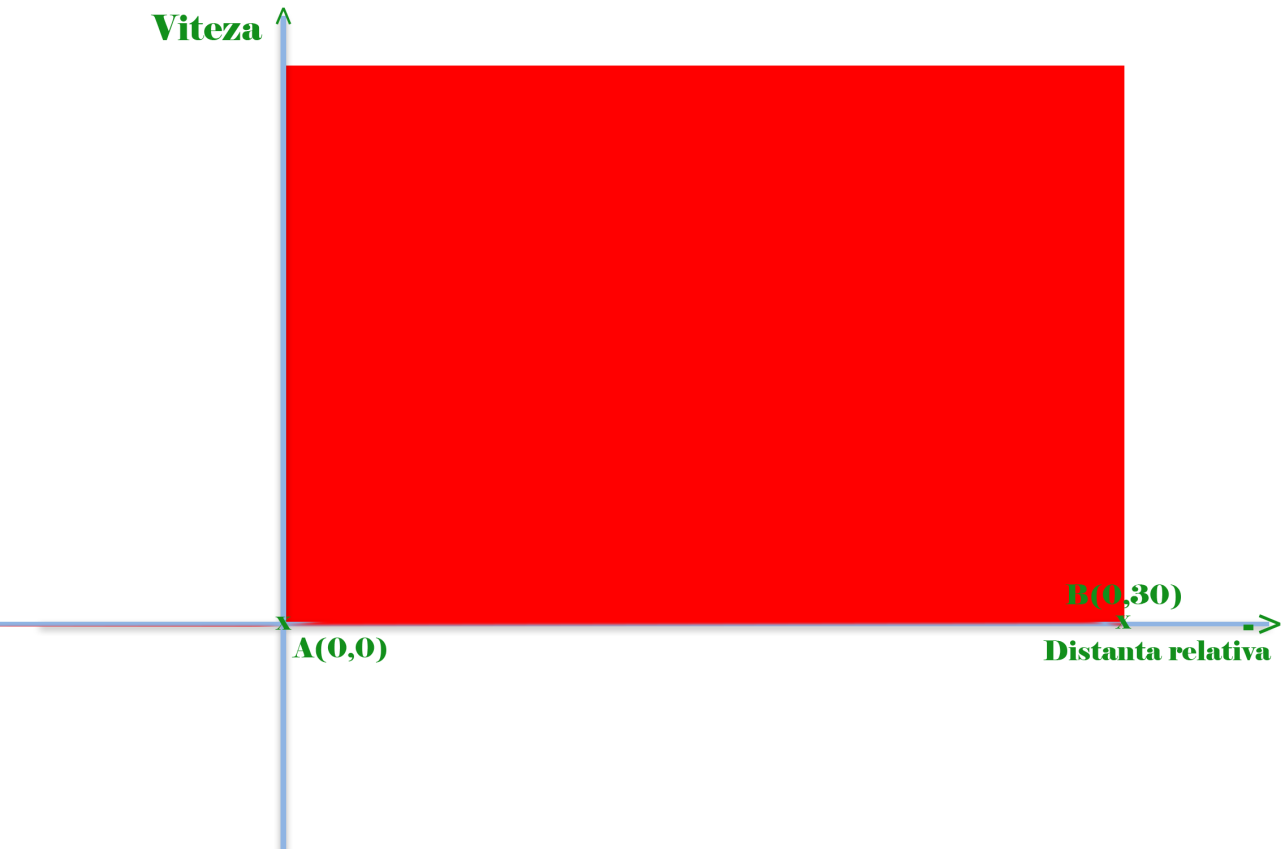 Viteza
B(0,30)
x
x
A(0,0)
Distanta relativa